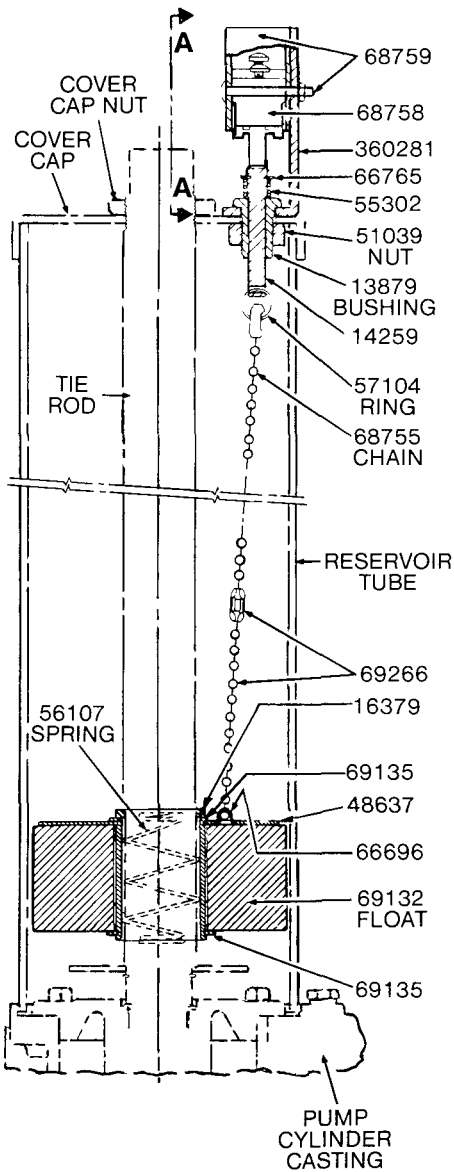 A
68759
COVER
CAP NUT
COVER
CAP
68758
360281
A
66765
55302
51039
NUT
13879
BUSHING
14259
TIE
ROD
57104
RING
68755
CHAIN
RESERVOIR
TUBE
69266
56107
SPRING
16379
69135
48637
66696
69132
FLOAT
69135
PUMP
CYLINDER
CASTING